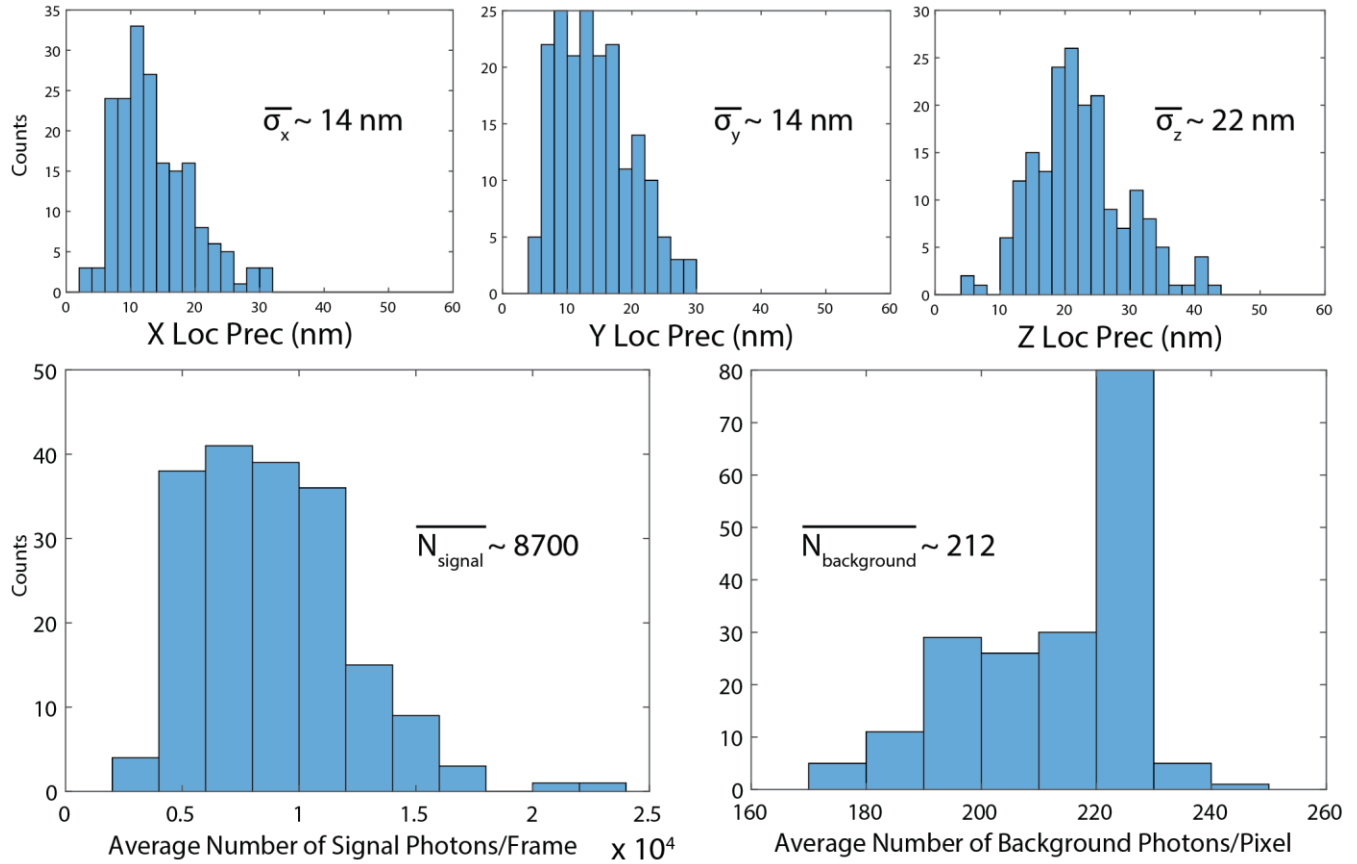 35
30
25
20
15
10
5
0
Counts
σx ~ 14 nm
0 10 20 30 40 50 60
X Loc Prec (nm)
25
20
15
10
5
0
σy ~ 14 nm
0 10 20 30 40 50 60
Y Loc Prec (nm)
30
25
20
15
10
5
0
σz ~ 22 nm
0 10 20 30 40 50 60
Z Loc Prec (nm)
50
40
30
20
10
0
Counts
Nsignal ~ 8700
0 0.5 1.0 1.5 2.0 2.5
Average Number of Signal Photons/Frame x 10⁴
80
70
60
50
40
30
20
10
0
Nbackground ~ 212
160 180 200 220 240 260
Average Number of Background Photons/Pixel